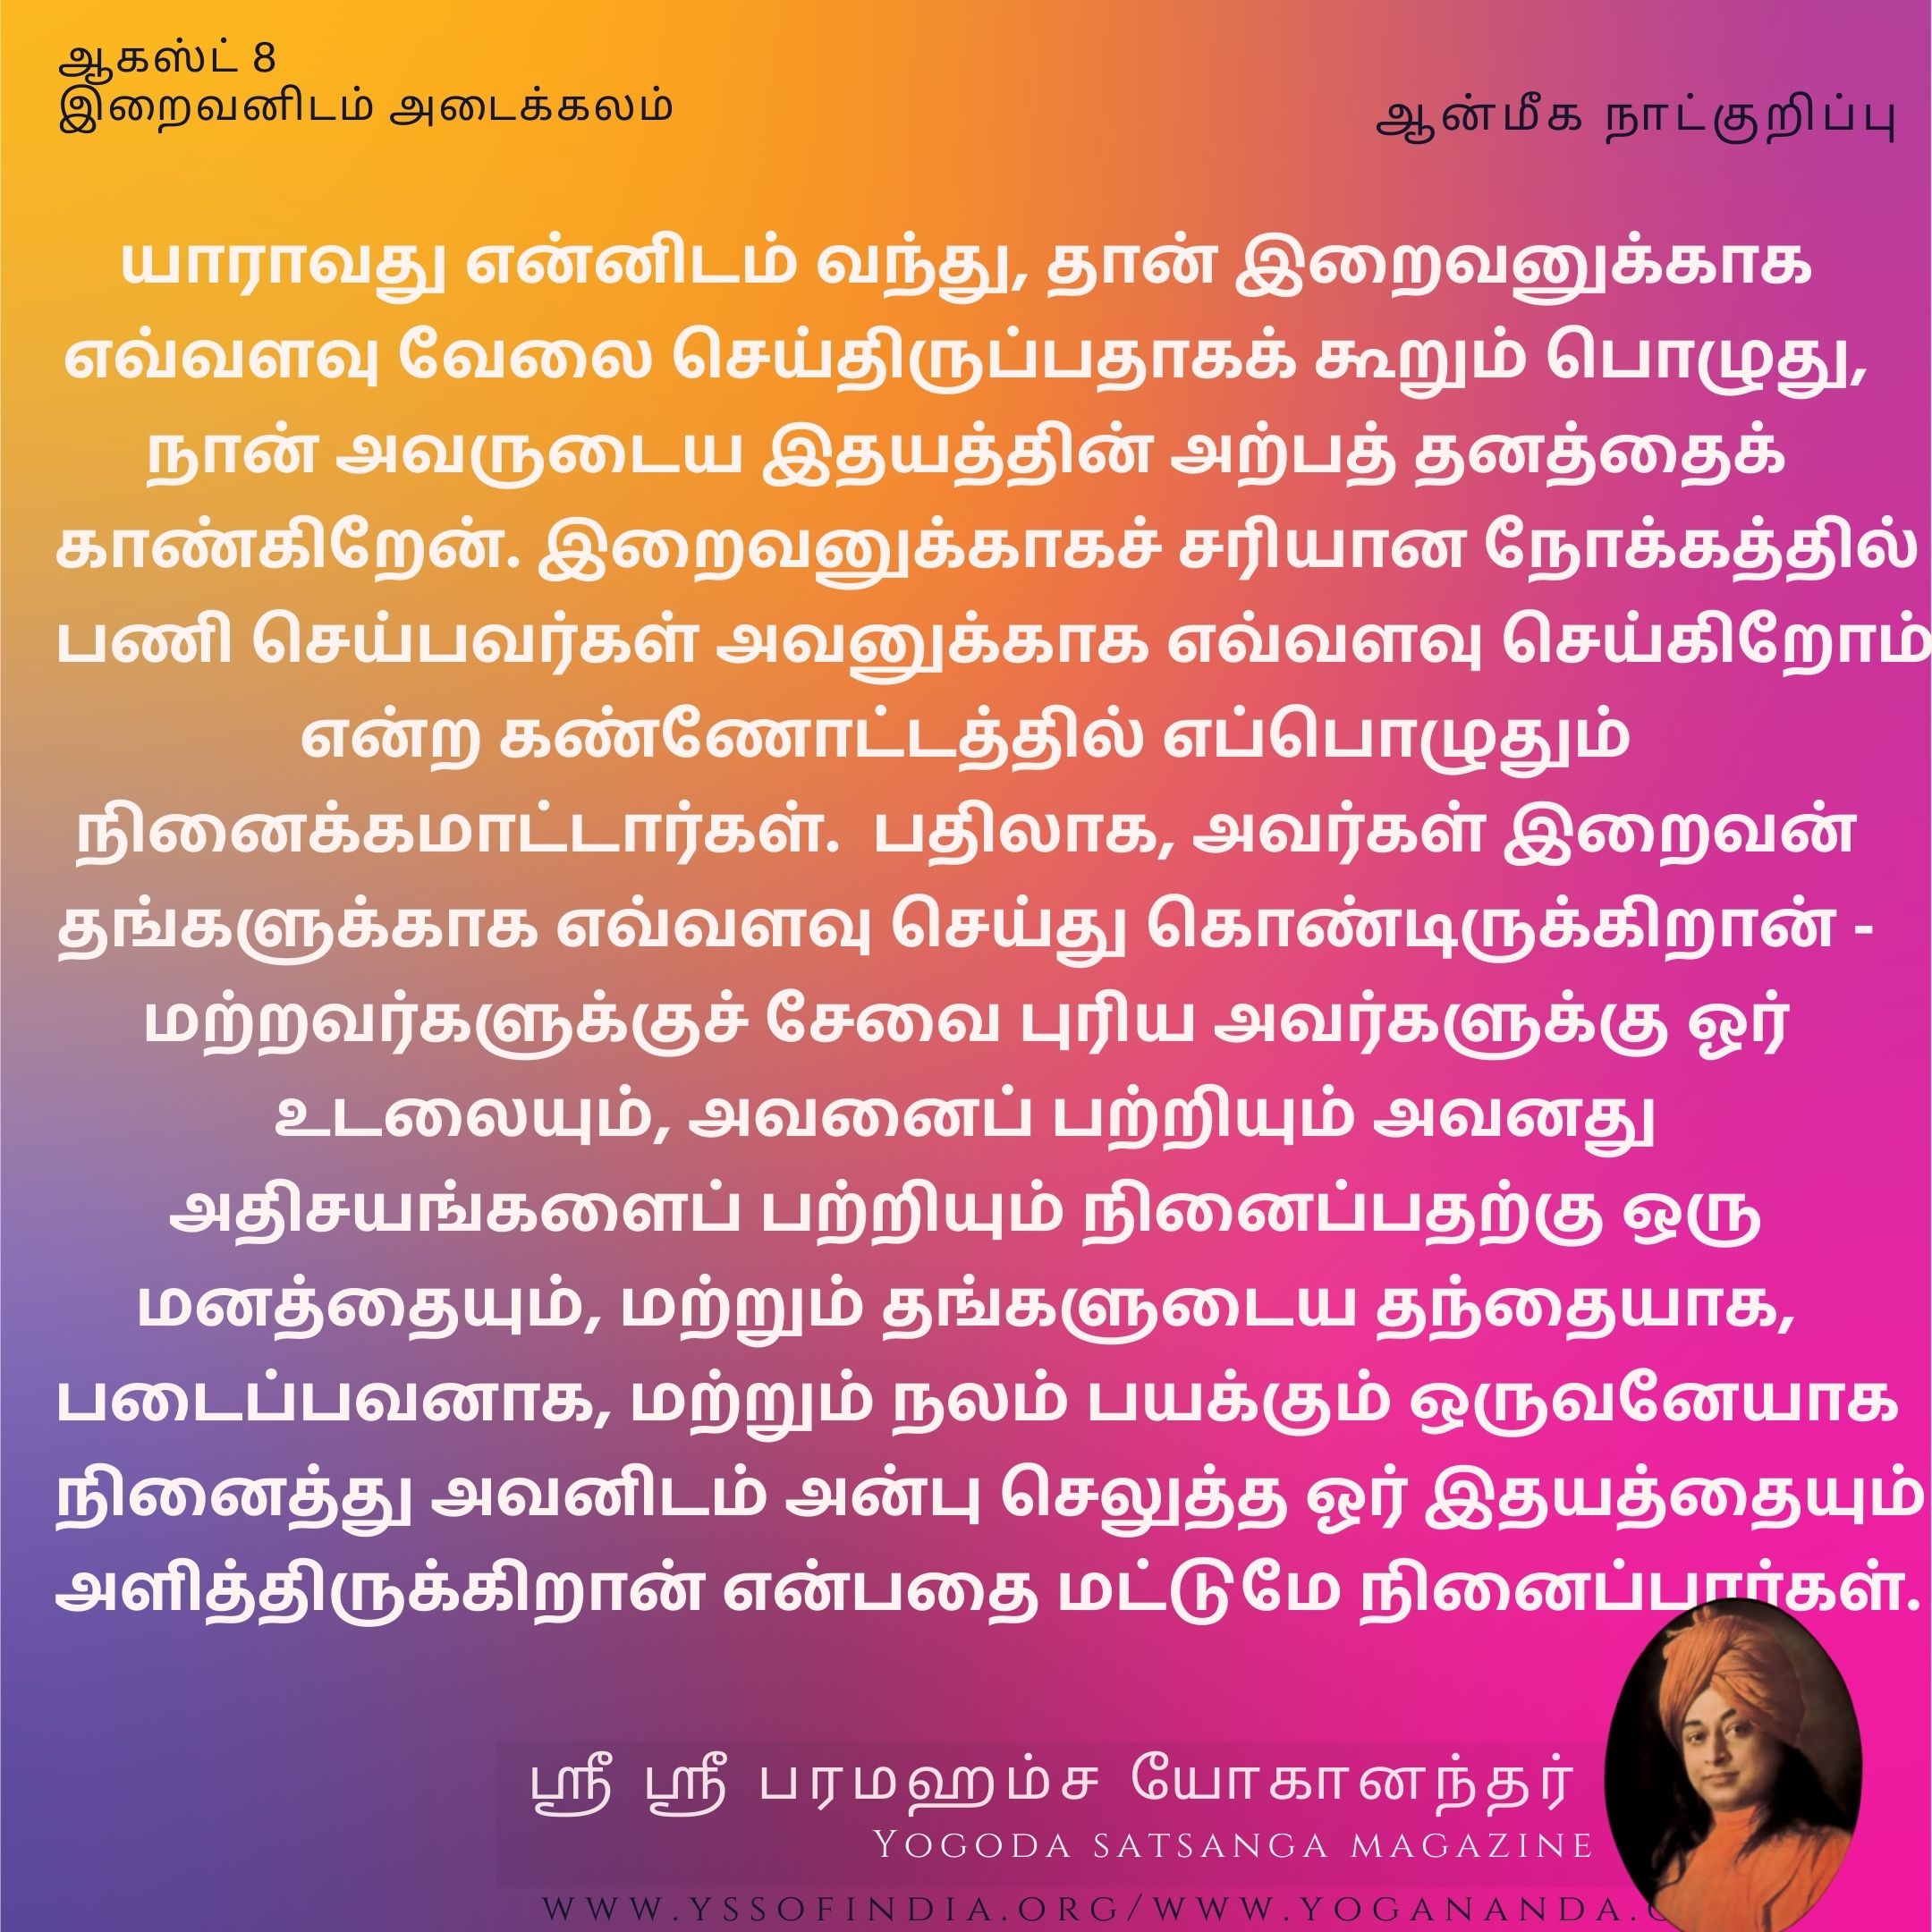 ஆகஸ்ட் 8
இறைவனிடம் அடைக்கலம்
ஆன்மீக நாட்குறிப்பு
யாராவது என்னிடம் வந்து, தான் இறைவனுக்காக
எவ்வளவு வேலை செய்திருப்பதாகக் கூறும் பொழுது,
நான் அவருடைய இதயத்தின் அற்பத் தனத்தைக்
காண்கிறேன். இறைவனுக்காகச் சரியான நோக்கத்தில்
பணி செய்பவர்கள் அவனுக்காக எவ்வளவு செய்கிறோம்
என்ற கண்ணோட்டத்தில் எப்பொழுதும்
நினைக்கமாட்டார்கள். பதிலாக, அவர்கள் இறைவன்
தங்களுக்காக எவ்வளவு செய்து கொண்டிருக்கிறான் -
மற்றவர்களுக்குச் சேவை புரிய அவர்களுக்கு ஓர்
உடலையும், அவனைப் பற்றியும் அவனது
அதிசயங்களைப் பற்றியும் நினைப்பதற்கு ஒரு
மனத்தையும், மற்றும் தங்களுடைய தந்தையாக,
படைப்பவனாக, மற்றும் நலம் பயக்கும் ஒருவனேயாக
நினைத்து அவனிடம் அன்பு செலுத்த ஓர் இதயத்தையும்
அளித்திருக்கிறான் என்பதை மட்டுமே நினைப்பார்கள்.
ஸ்ரீ ஸ்ரீ பரமஹம்ச யோகானந்தர்
Yogoda satsanga magazine
www.yssofindia.org/www.yogananda.